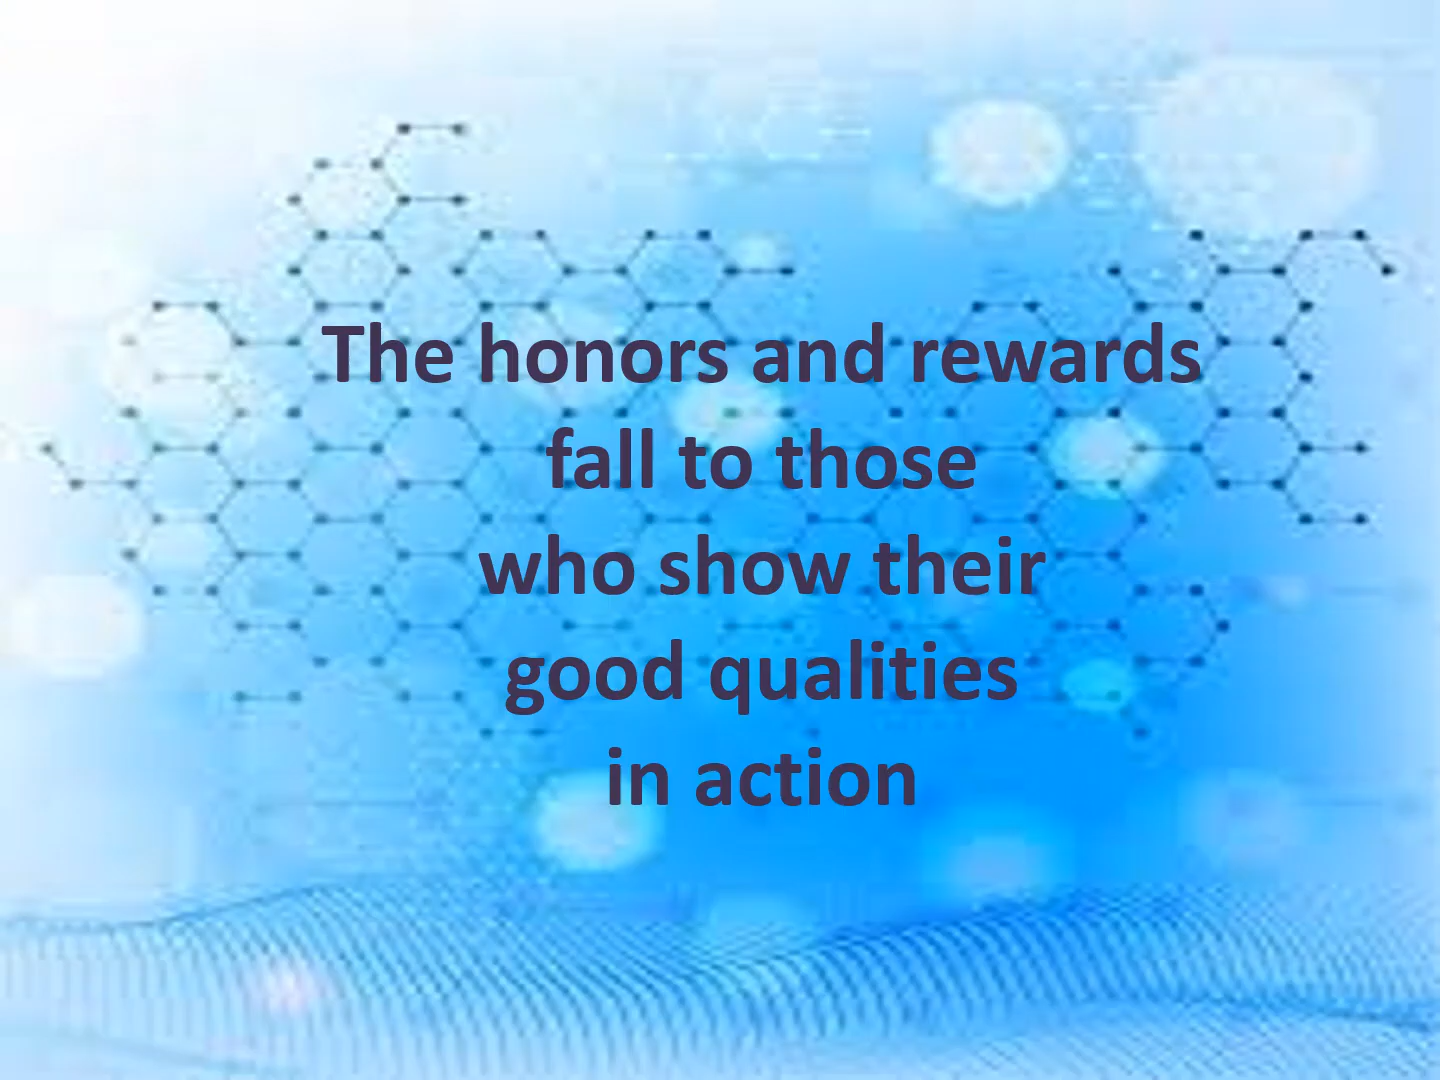 The honors and rewards
fall to those
who show their
good qualities
in action